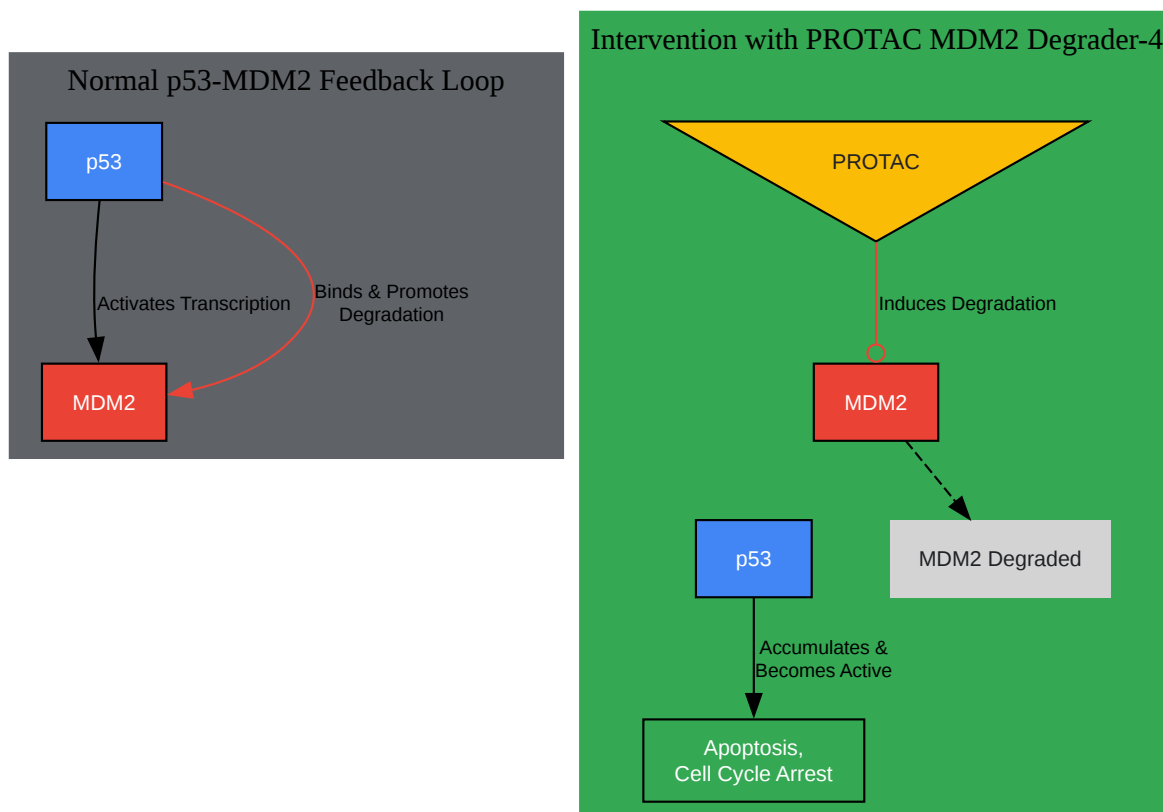 Normal p53-MDM2 Feedback Loop
p53
Activates Transcription
Binds & Promotes
Degradation
MDM2
Intervention with PROTAC MDM2 Degrader-4
PROTAC
Induces Degradation
MDM2
MDM2 Degraded
p53
Accumulates &
Becomes Active
Apoptosis,
Cell Cycle Arrest